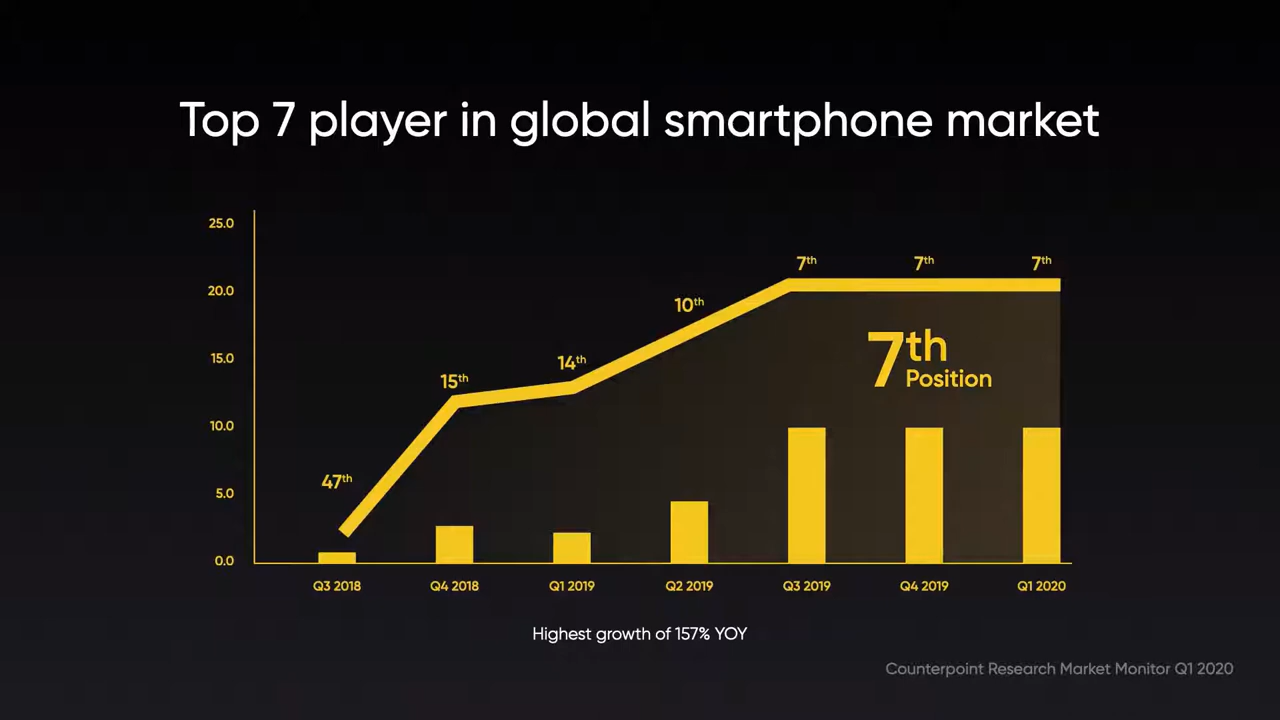 Top 7 player in global smartphone market
25.0
20.0
15.0
10.0
5.0
0.0
47th
15th
14th
10th
7th
7th
7th
7th
Position
Q3 2018
Q4 2018
Q1 2019
Q2 2019
Q3 2019
Q4 2019
Q1 2020
Highest growth of 157% YOY
Counterpoint Research Market Monitor Q1 2020